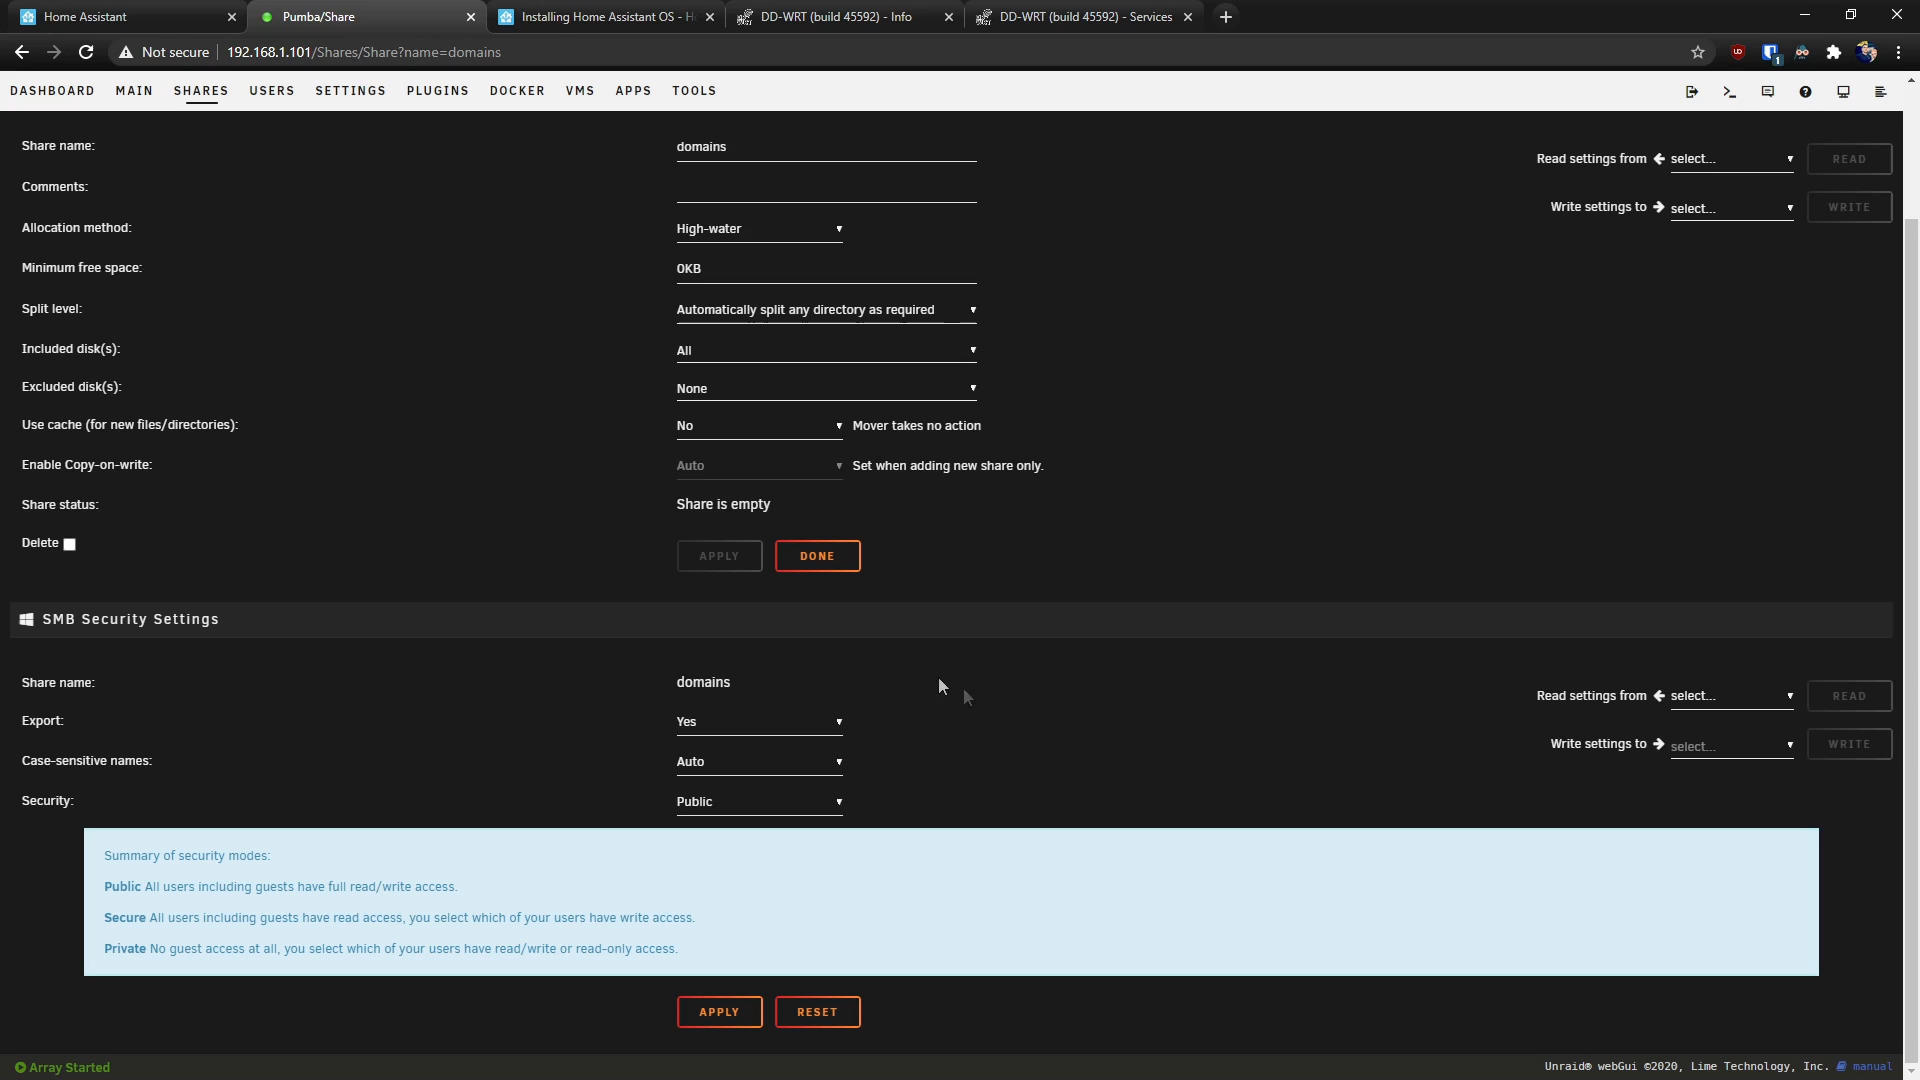 Home Assistant
Pumba/Share
Installing Home Assistant OS - H
DD-WRT (build 45592) - Info
DD-WRT (build 45592) - Services
Not secure
192.168.1.101/Shares/Share?name=domains
1
DASHBOARD MAIN SHARES USERS SETTINGS PLUGINS DOCKER VMS APPS TOOLS
Share name:
domains
Read settings from
select...
READ
Comments:
Write settings to
select...
WRITE
Allocation method:
High-water
Minimum free space:
0KB
Split level:
Automatically split any directory as required
Included disk(s):
All
Excluded disk(s):
None
Use cache (for new files/directories):
No
Mover takes no action
Enable Copy-on-write:
Auto
Set when adding new share only.
Share status:
Share is empty
Delete
APPLY
DONE
SMB Security Settings
Share name:
domains
Read settings from
select...
READ
Export:
Yes
Write settings to
select...
WRITE
Case-sensitive names:
Auto
Security:
Public
Summary of security modes:
Public All users including guests have full read/write access.
Secure All users including guests have read access, you select which of your users have write access.
Private No guest access at all, you select which of your users have read/write or read-only access.
APPLY
RESET
Array Started
Unraid® webGui ©2020, Lime Technology, Inc. manual